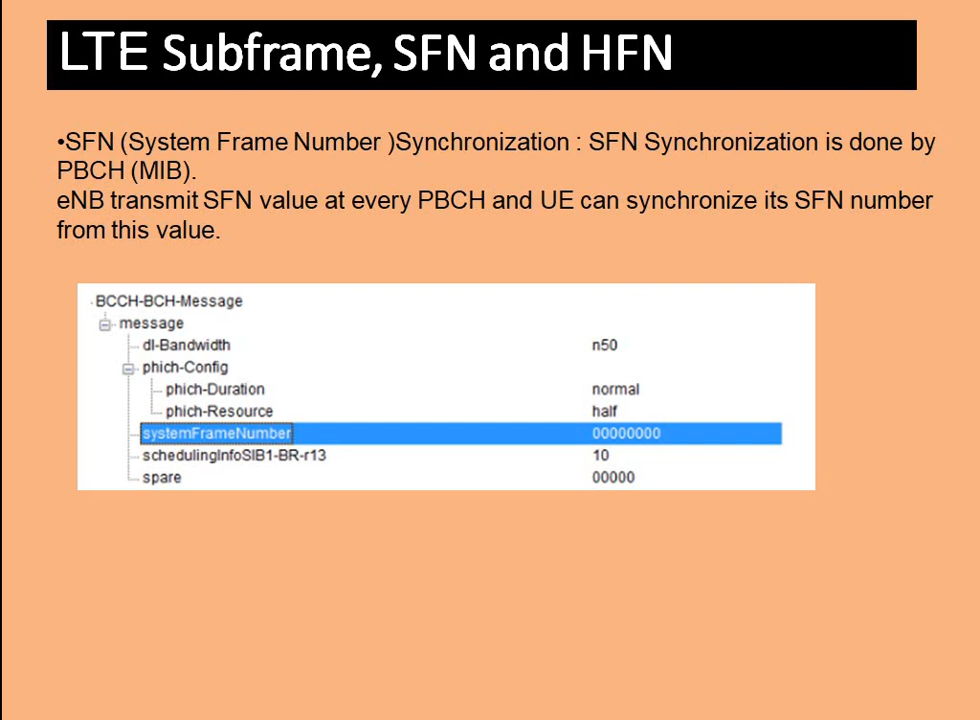 LTE Subframe, SFN and HFN
•SFN (System Frame Number )Synchronization : SFN Synchronization is done by
PBCH (MIB).
eNB transmit SFN value at every PBCH and UE can synchronize its SFN number
from this value.
BCCH-BCH-Message
message
dl-Bandwidth n50
phich-Config
phich-Duration normal
phich-Resource half
systemFrameNumber 00000000
schedulingInfoSIB1-BR-r13 10
spare 00000